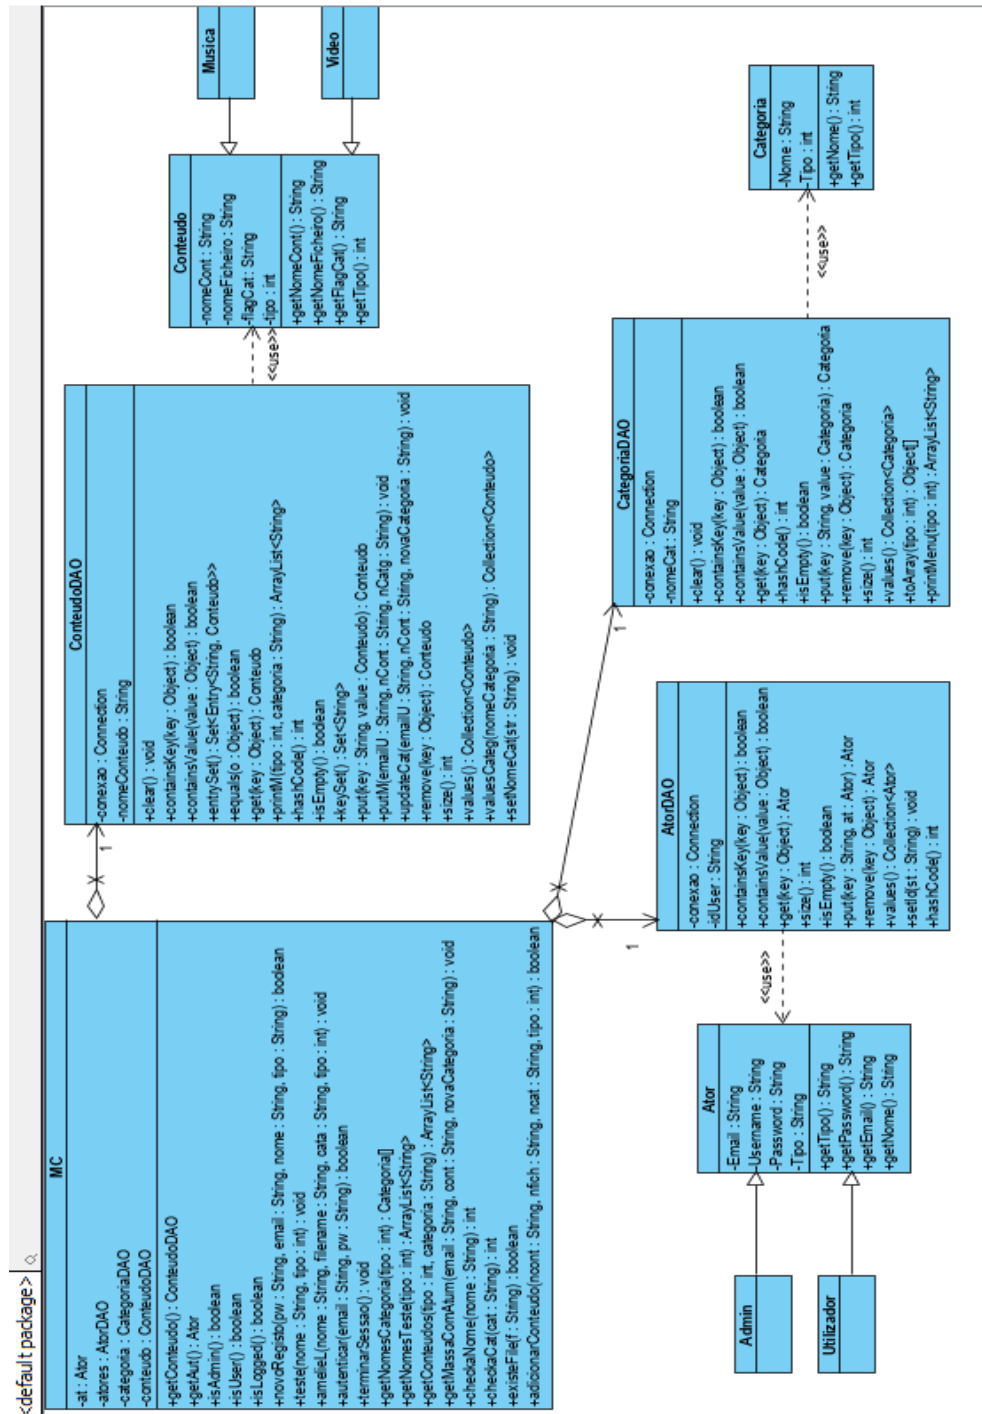 <default package>
MC
-at : Ator
-atores : AtorDAO
-categoria : CategoriaDAO
-conteudo : ConteudoDAO
+getConteudo() : ConteudoDAO
+getAut() : Ator
+isAdmin() : boolean
+isUser() : boolean
+isLogged() : boolean
+novoRegisto(pw : String, email : String, nome : String, tipo : String) : boolean
+teste(nome : String, tipo : int) : void
+ameieL(nome : String, filename : String, cata : String, tipo : int) : void
+autenticar(email : String, pw : String) : boolean
+terminarSessao() : void
+getNomesCategoria(tipo : int) : Categoria[]
+getNomesTeste(tipo : int) : ArrayList<String>
+getConteudos(tipo : int, categoria : String) : ArrayList<String>
+getMassaComAtum(email : String, cont : String, novaCategoria : String) : void
+checkaNome(nome : String) : int
+checkaCat(cat : String) : int
+existeFile(f : String) : boolean
+adicionarConteudo(ncont : String, nfich : String, ncat : String, tipo : int) : boolean
1
ConteudoDAO
-conexao : Connection
-nomeConteudo : String
+clear() : void
+containsKey(key : Object) : boolean
+containsValue(value : Object) : boolean
+entrySet() : Set<Entry<String, Conteudo>>
+equals(o : Object) : boolean
+get(key : Object) : Conteudo
+printM(tipo : int, categoria : String) : ArrayList<String>
+hashCode() : int
+isEmpty() : boolean
+keySet() : Set<String>
+put(key : String, value : Conteudo) : Conteudo
+putM(emailU : String, nCont : String, nCatg : String) : void
+updateCat(emailU : String, nCont : String, novaCategoria : String) : void
+remove(key : Object) : Conteudo
+size() : int
+values() : Collection<Conteudo>
+valuesCateg(nomeCategoria : String) : Collection<Conteudo>
+setNomeCat(str : String) : void
<<use>>
Conteudo
-nomeCont : String
-nomeFicheiro : String
-flagCat : String
-tipo : int
+getNomeCont() : String
+getNomeFicheiro() : String
+getFlagCat() : String
+getTipo() : int
Musica
Video
Admin
Utilizador
Ator
-Email : String
-Username : String
-Password : String
-Tipo : String
+getTipo() : String
+getPassword() : String
+getEmail() : String
+getNome() : String
<<use>>
1
AtorDAO
-conexao : Connection
-idUser : String
+containsKey(key : Object) : boolean
+containsValue(value : Object) : boolean
+get(key : Object) : Ator
+size() : int
+isEmpty() : boolean
+put(key : String, at : Ator) : Ator
+remove(key : Object) : Ator
+values() : Collection<Ator>
+setId(st : String) : void
+hashCode() : int
1
CategoriaDAO
-conexao : Connection
-nomeCat : String
+clear() : void
+containsKey(key : Object) : boolean
+containsValue(value : Object) : boolean
+get(key : Object) : Categoria
+hashCode() : int
+isEmpty() : boolean
+put(key : String, value : Categoria) : Categoria
+remove(key : Object) : Categoria
+size() : int
+values() : Collection<Categoria>
+toArray(tipo : int) : Object[]
+printMenu(tipo : int) : ArrayList<String>
<<use>>
Categoria
-Nome : String
-Tipo : int
+getNome() : String
+getTipo() : int